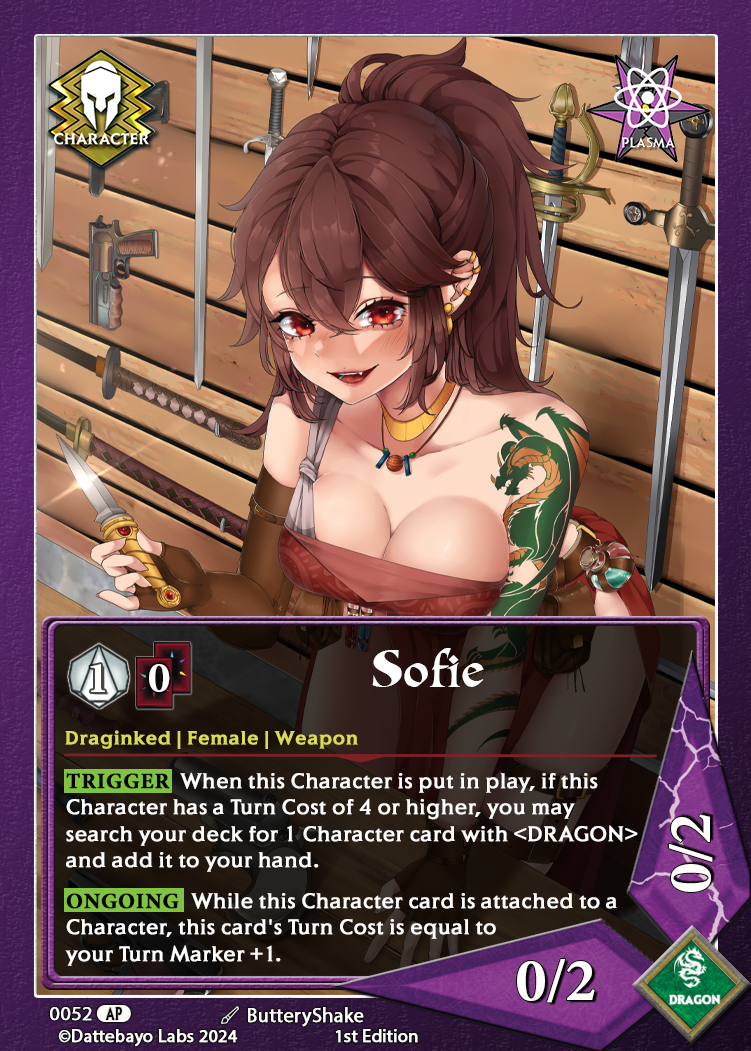 CHARACTER
PLASMA
1 0 Sofie
Draginked | Female | Weapon
TRIGGER When this Character is put in play, if this
Character has a Turn Cost of 4 or higher, you may
search your deck for 1 Character card with <DRAGON>
and add it to your hand.
0/2
ONGOING While this Character card is attached to a
Character, this card's Turn Cost is equal to
your Turn Marker +1.
0/2
DRAGON
0052 AP ButteryShake
©Dattebayo Labs 2024 1st Edition